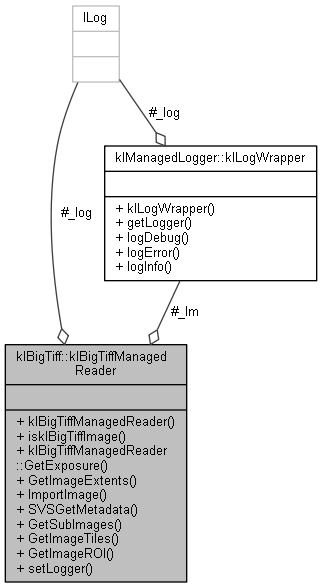 ILog
#_log
klManagedLogger::klLogWrapper
+ klLogWrapper()
+ getLogger()
+ logDebug()
+ logError()
+ logInfo()
#_log
#_lm
klBigTiff::klBigTiffManaged
Reader
+ klBigTiffManagedReader()
+ isklBigTiffImage()
+ klBigTiffManagedReader
::GetExposure()
+ GetImageExtents()
+ ImportImage()
+ SVSGetMetadata()
+ GetSubImages()
+ GetImageTiles()
+ GetImageROI()
+ setLogger()